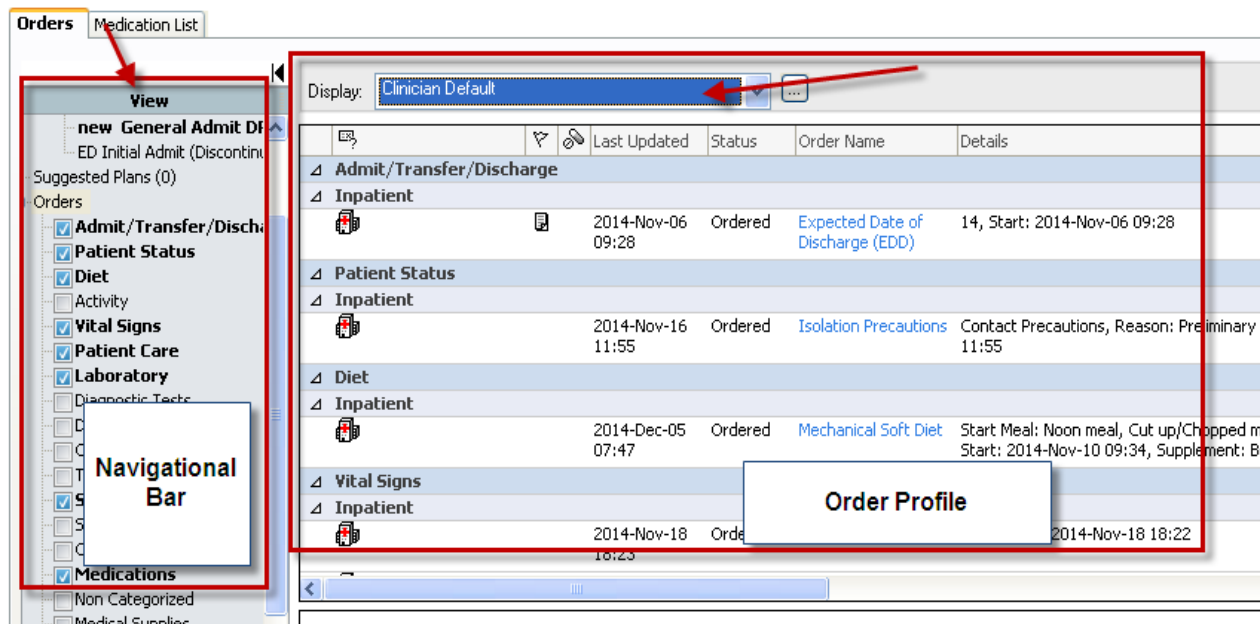 Orders Medication List
View
new General Admit
ED Initial Admit
Suggested Plans (0)
Orders
Admit/Transfer/
Patient Status
Diet
Activity
Vital Signs
Patient Care
Laboratory
Diagnostic Tests
Medications
Non Categorized
Medical Supplies
Navigational
Bar
Display: Clinician Default ...
Last Updated Status Order Name Details
Admit/Transfer/Discharge
Inpatient
2014-Nov-06 Ordered Expected Date of 14, Start: 2014-Nov-06 09:28
09:28 Discharge (EDD)
Patient Status
Inpatient
2014-Nov-16 Ordered Isolation Precautions Contact Precautions, Reason: Preliminary
11:55 11:55
Diet
Inpatient
2014-Dec-05 Ordered Mechanical Soft Diet Start Meal: Noon meal, Cut up/Chopped m
07:47 Start: 2014-Nov-10 09:34, Supplement: B
Vital Signs
Inpatient
2014-Nov-18 2014-Nov-18 18:22
18:23
Order Profile